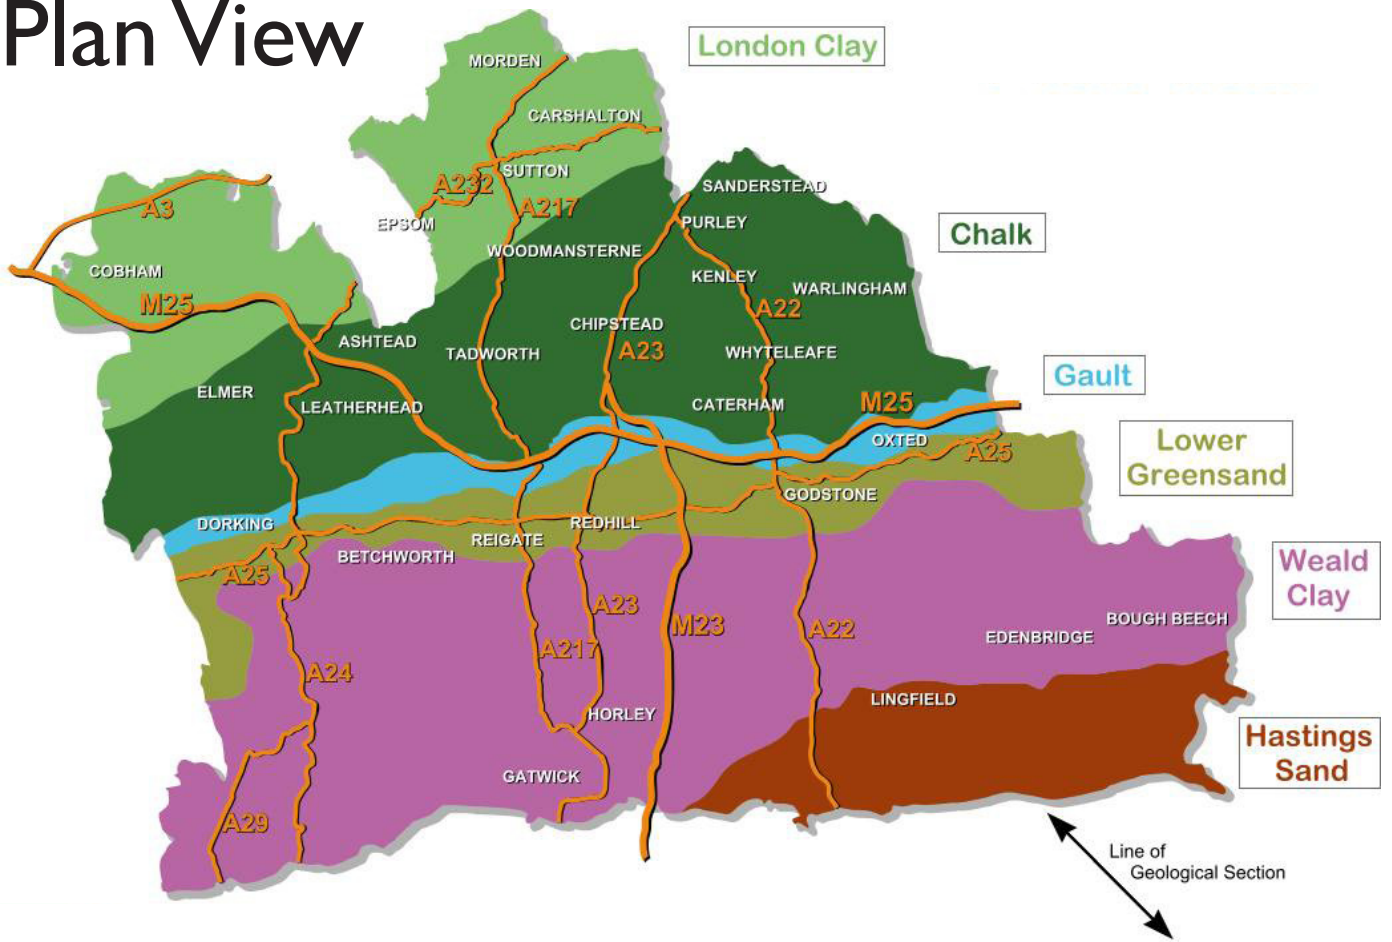 Plan View
London Clay
MORDEN
CARSHALTON
SUTTON
A232
A217
EPSOM
A3
COBHAM
M25
SANDERSTEAD
PURLEY
Chalk
WOODMANSTERNE
KENLEY
WARLINGHAM
A22
CHIPSTEAD
A23
ASHTEAD
TADWORTH
WHYTELEAFE
Gault
ELMER
LEATHERHEAD
CATERHAM
M25
OXTED
A25
Lower
Greensand
GODSTONE
DORKING
REDHILL
REIGATE
BETCHWORTH
A25
Weald
Clay
A23
M23
A22
A217
BOUGH BEECH
EDENBRIDGE
A24
LINGFIELD
HORLEY
Hastings
Sand
GATWICK
A29
Line of
Geological Section